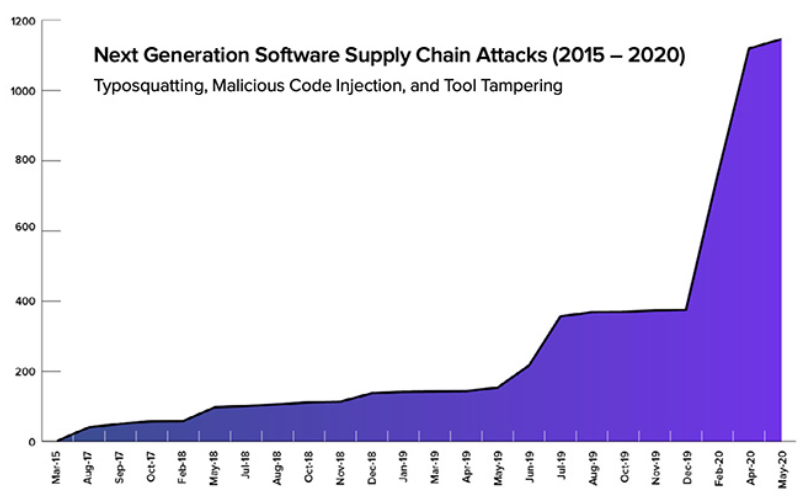 Next Generation Software Supply Chain Attacks (2015 – 2020)
Typosquatting, Malicious Code Injection, and Tool Tampering
1200
1000
800
600
400
200
0
Mar-15
Aug-17
Sep-17
Oct-17
Feb-18
May-18
Jul-18
Aug-18
Oct-18
Nov-18
Dec-18
Jan-19
Mar-19
Apr-19
May-19
Jun-19
Jul-19
Aug-19
Oct-19
Nov-19
Dec-19
Feb-20
Apr-20
May-20